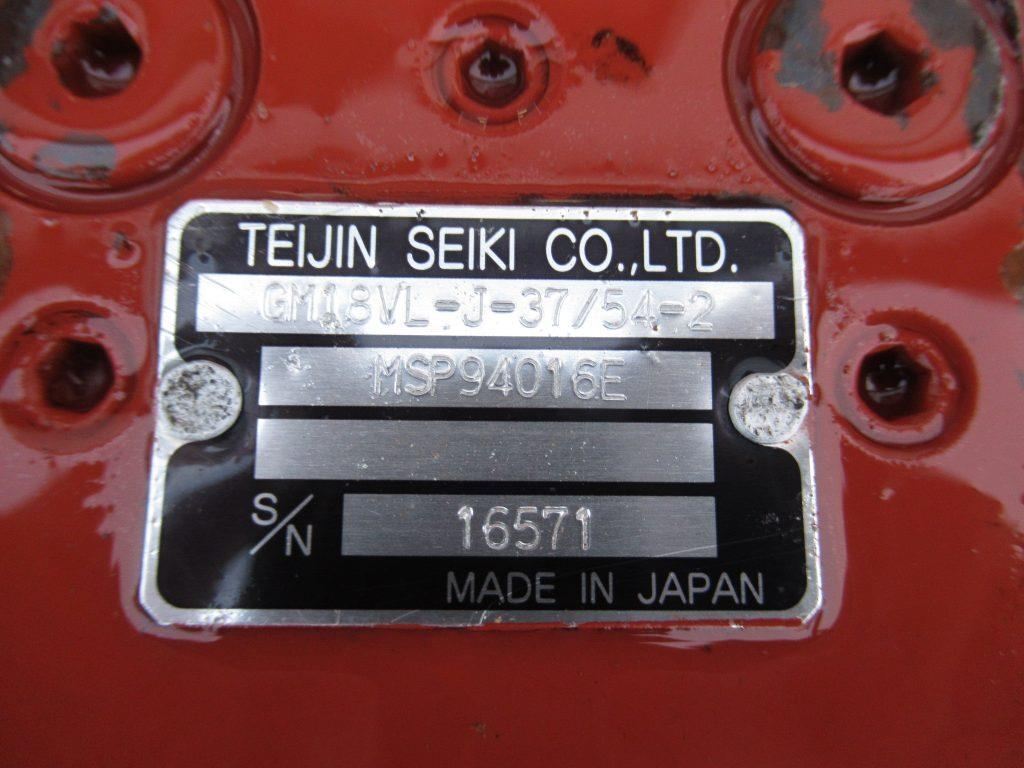 TEIJIN SEIKI CO.,LTD.
GM18VL-J-37/54-2
MSP94016E
S/N 16571
MADE IN JAPAN